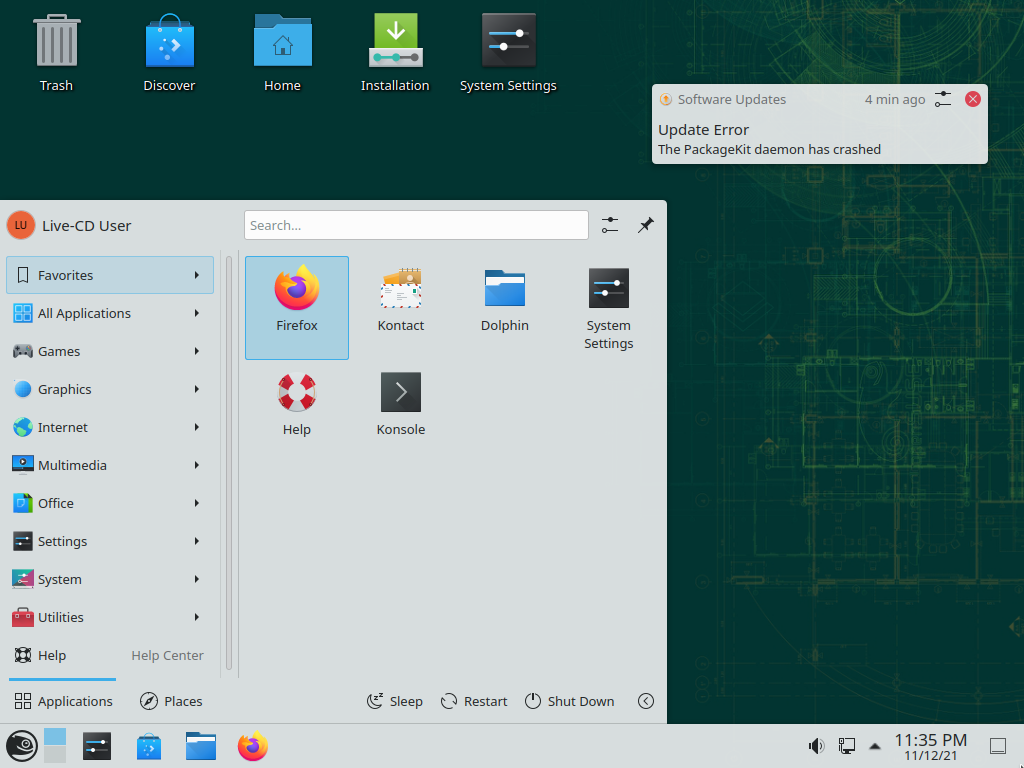 Trash
Discover
Home
Installation
System Settings
Software Updates
4 min ago
Update Error
The PackageKit daemon has crashed
LU
Live-CD User
Search...
Favorites
All Applications
Games
Graphics
Internet
Multimedia
Office
Settings
System
Utilities
Help
Help Center
Firefox
Kontact
Dolphin
System
Settings
Help
Konsole
Applications
Places
Sleep
Restart
Shut Down
11:35 PM
11/12/21